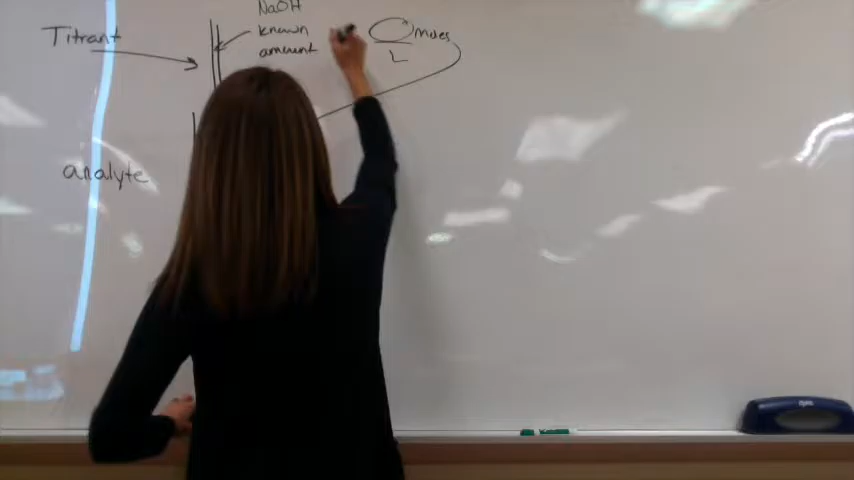 NaOH
Titrant
known
moles
amount
L
analyte